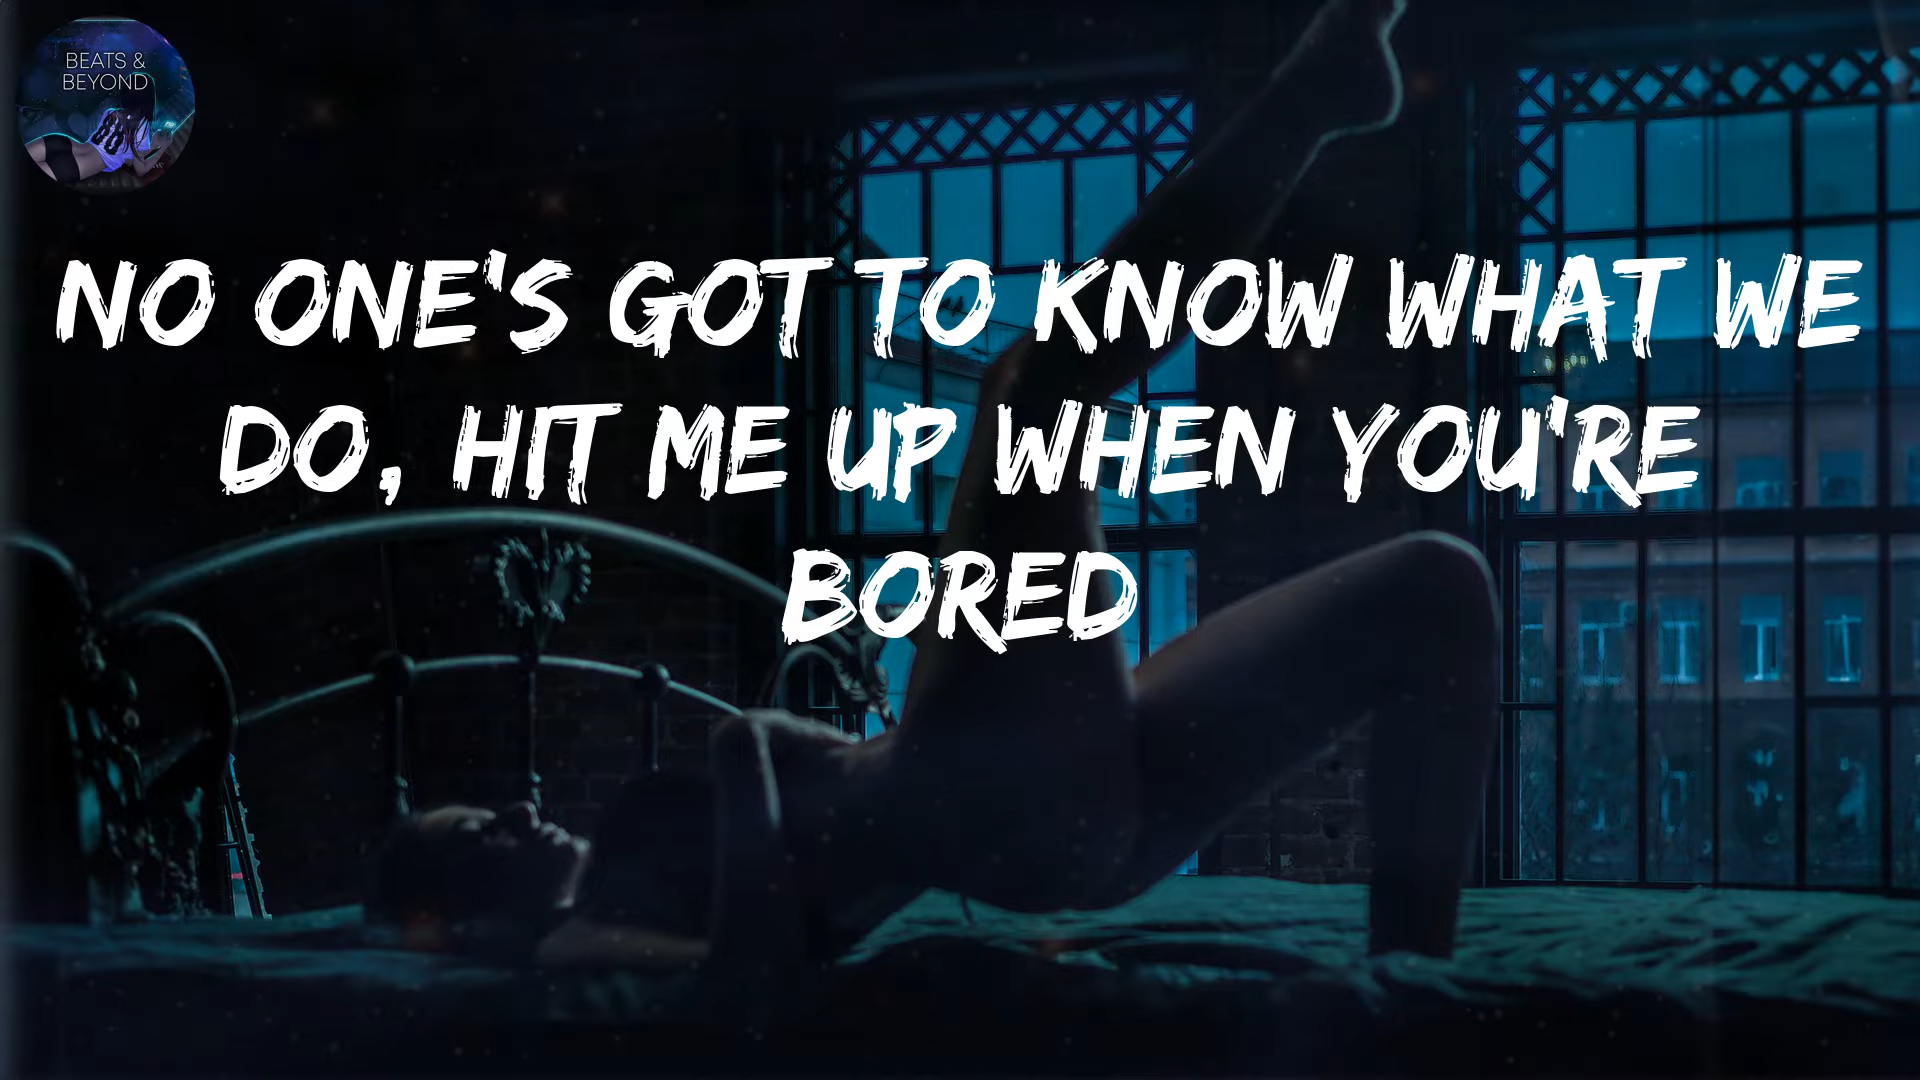 BEATS &
BEYOND
NO ONE'S GOT TO KNOW WHAT WE
DO, HIT ME UP WHEN YOU'RE
BORED